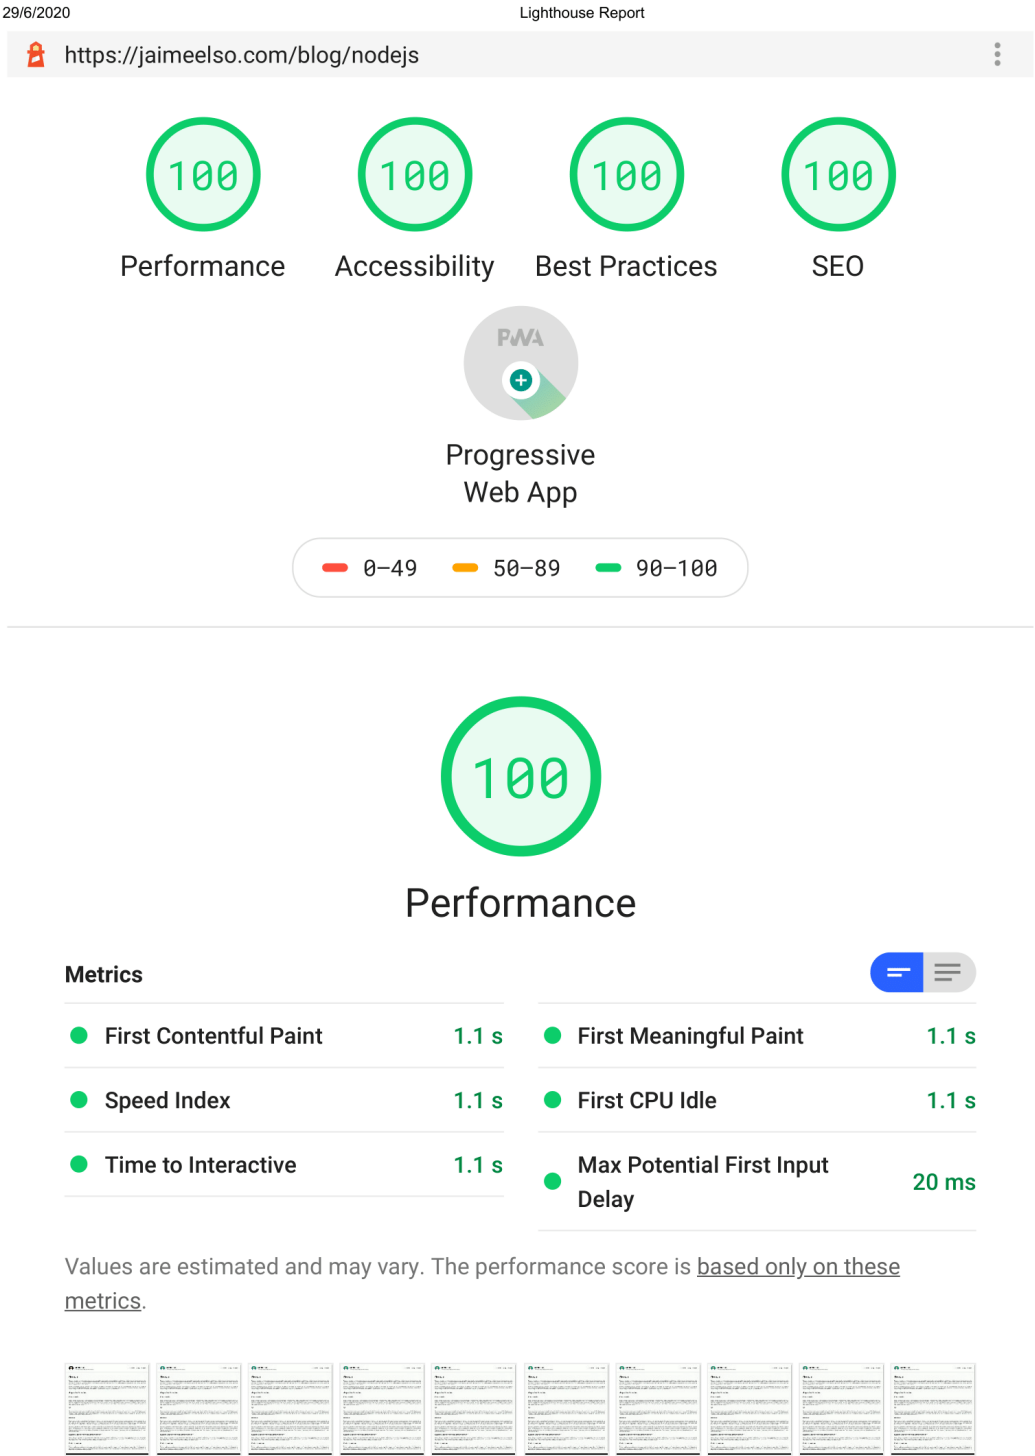 29/6/2020 Lighthouse Report
https://jaimeelso.com/blog/nodejs
100 100 100 100
Performance Accessibility Best Practices SEO
PWA
Progressive
Web App
0–49 50–89 90–100
100
Performance
Metrics
First Contentful Paint 1.1 s First Meaningful Paint 1.1 s
Speed Index 1.1 s First CPU Idle 1.1 s
Time to Interactive 1.1 s Max Potential First Input
Delay 20 ms
Values are estimated and may vary. The performance score is based only on these
metrics.